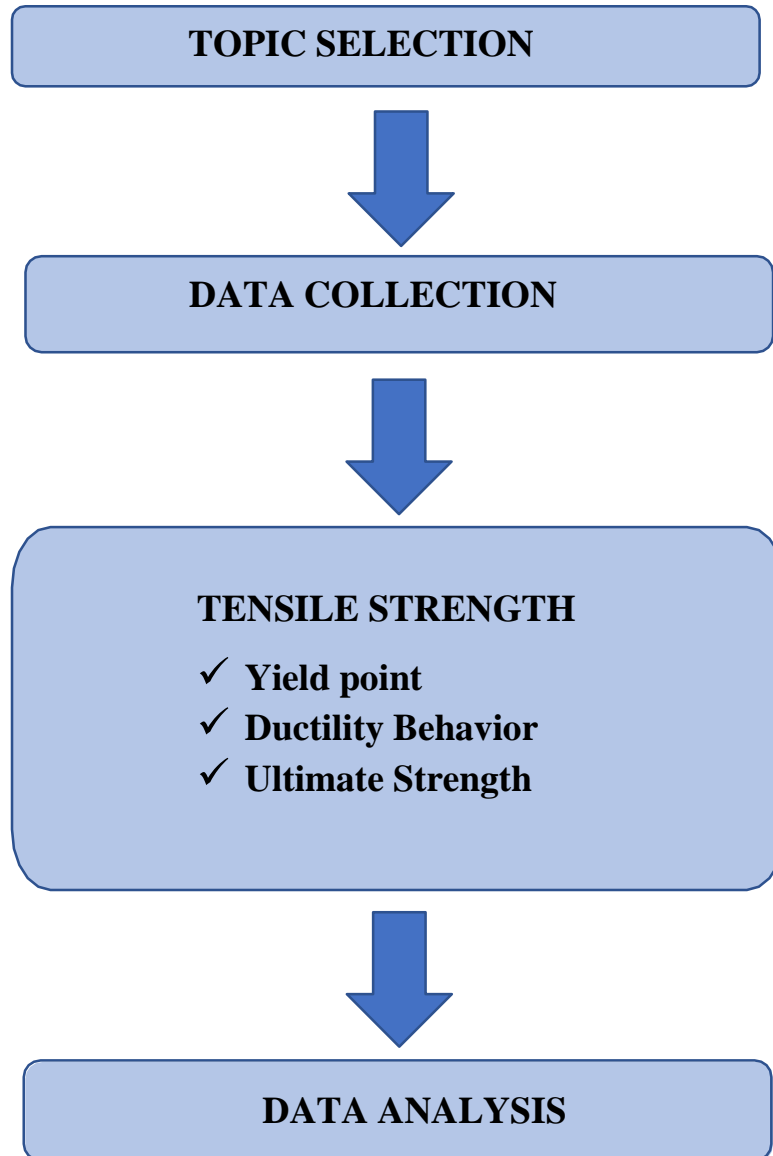 TOPIC SELECTION
DATA COLLECTION
TENSILE STRENGTH
✓ Yield point
✓ Ductility Behavior
✓ Ultimate Strength
DATA ANALYSIS